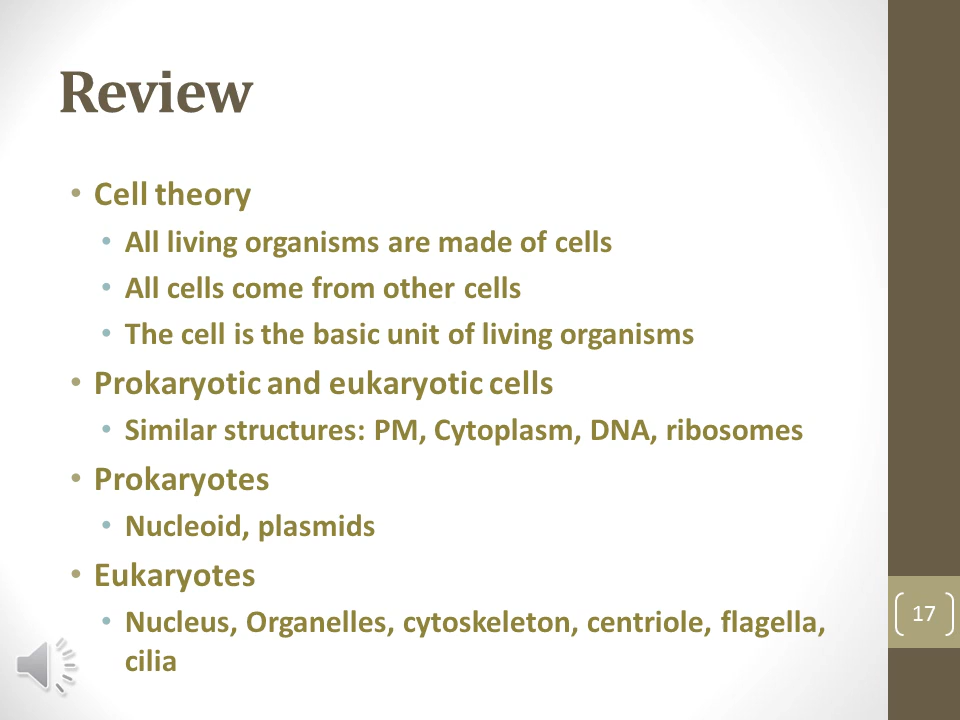 Review
• Cell theory
• All living organisms are made of cells
• All cells come from other cells
• The cell is the basic unit of living organisms
• Prokaryotic and eukaryotic cells
• Similar structures: PM, Cytoplasm, DNA, ribosomes
• Prokaryotes
• Nucleoid, plasmids
• Eukaryotes
• Nucleus, Organelles, cytoskeleton, centriole, flagella,
cilia
17